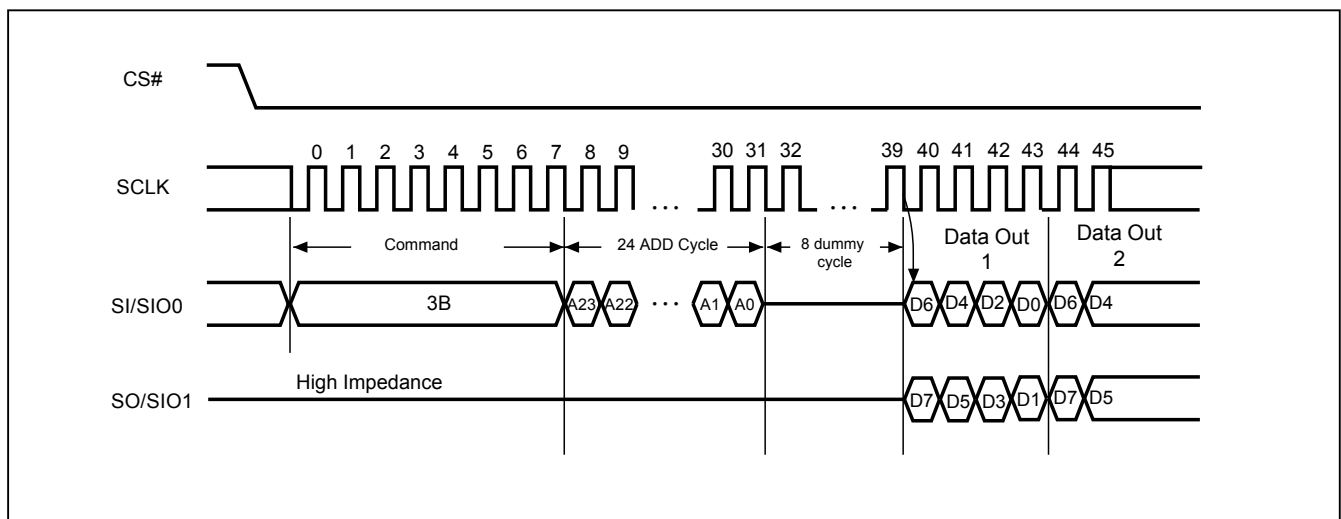 CS#
0 1 2 3 4 5 6 7 8 9 30 31 32 39 40 41 42 43 44 45
SCLK
...
...
Command
24 ADD Cycle
8 dummy
cycle
Data Out
1
Data Out
2
SI/SIO0
3B
A23 A22 ... A1 A0
D6 D4 D2 D0 D6 D4
High Impedance
SO/SIO1
D7 D5 D3 D1 D7 D5